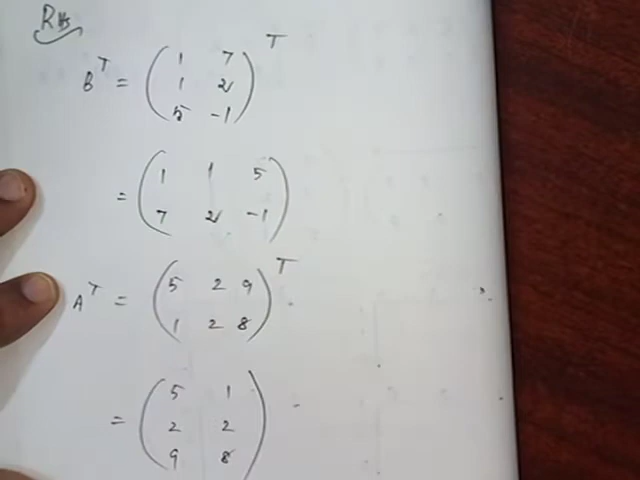 RHS
B^T = ( 1 7 )^T
( 1 2 )
( 5 -1 )
= ( 1 1 5 )
( 7 2 -1 )
A^T = ( 5 2 9 )^T
( 1 2 8 )
= ( 5 1 )
( 2 2 )
( 9 8 )